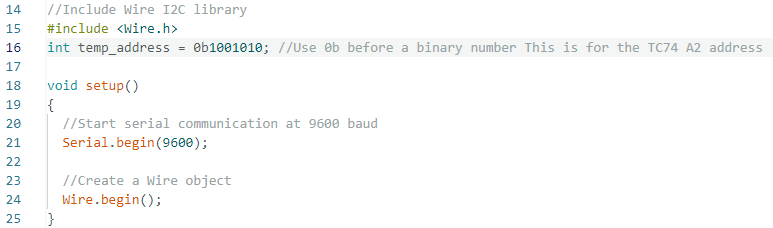 14 //Include Wire I2C library
15 #include <Wire.h>
16 int temp_address = 0b1001010; //Use 0b before a binary number This is for the TC74 A2 address
17
18 void setup()
19 {
20 //Start serial communication at 9600 baud
21 Serial.begin(9600);
22
23 //Create a Wire object
24 Wire.begin();
25 }